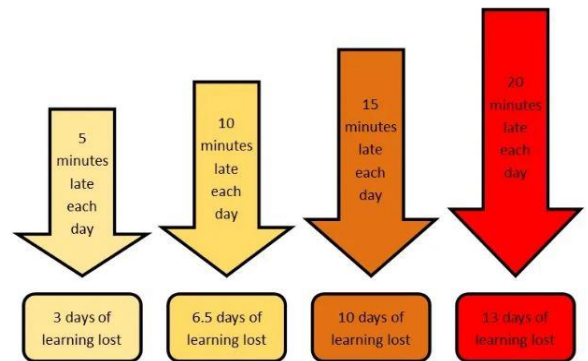 5
minutes
late
each
day
10
minutes
late
each
day
15
minutes
late
each
day
20
minutes
late
each
day
3 days of
learning lost
6.5 days of
learning lost
10 days of
learning lost
13 days of
learning lost